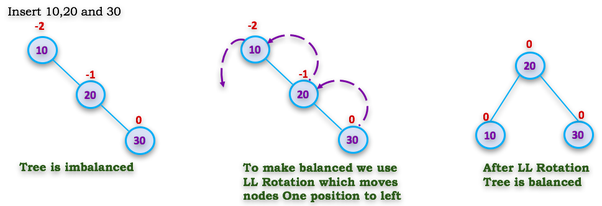 Insert 10,20 and 30
-2
10
-1
20
0
30
Tree is imbalanced
-2
10
-1
20
0
30
To make balanced we use
LL Rotation which moves
nodes One position to left
0
20
0
10
0
30
After LL Rotation
Tree is balanced